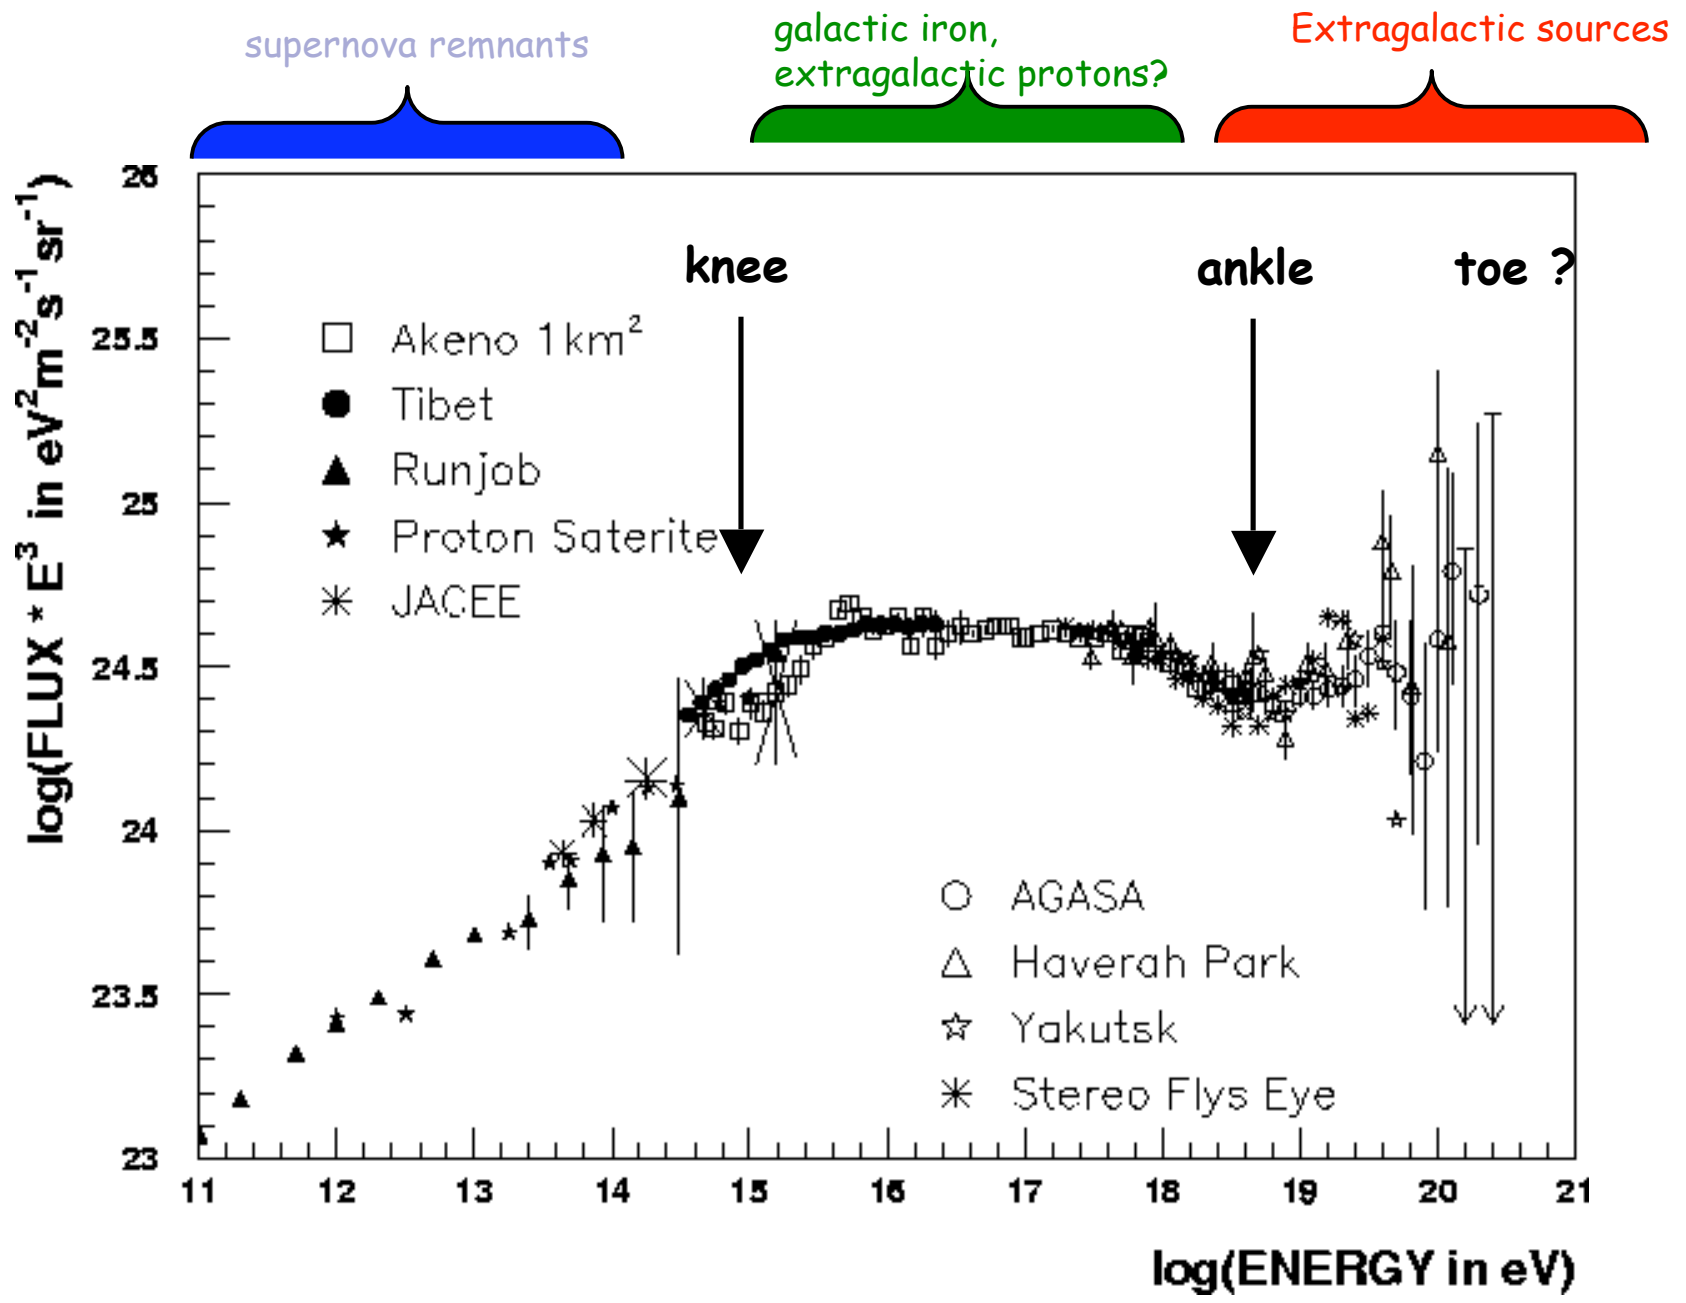 supernova remnants
galactic iron,
extragalactic protons?
Extragalactic sources
knee
ankle
toe ?
log(FLUX * E³ in eV²m⁻²s⁻¹sr⁻¹)
26
25.5
25
24.5
24
23.5
23
Akeno 1km²
Tibet
Runjob
Proton Saterite
JACEE
AGASA
Haverah Park
Yakutsk
Stereo Flys Eye
11 12 13 14 15 16 17 18 19 20 21
log(ENERGY in eV)